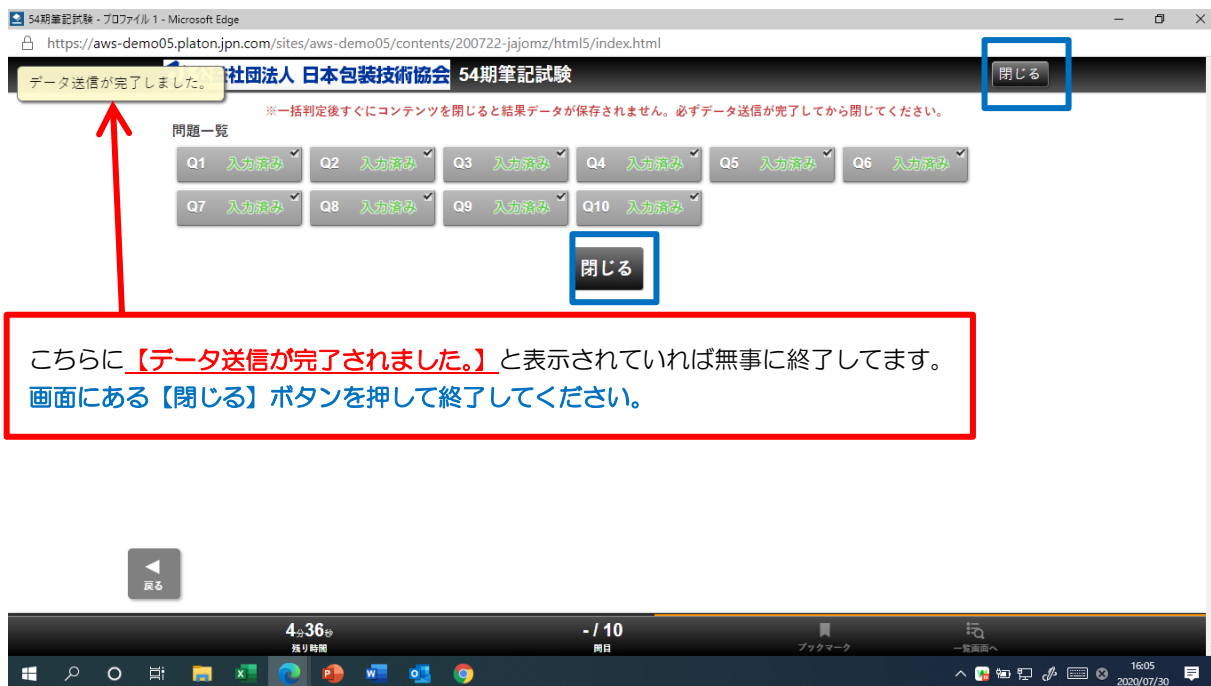 54期筆記試験 - プロファイル 1 - Microsoft Edge
https://aws-demo05.platon.jpn.com/sites/aws-demo05/contents/200722-jajomz/html5/index.html
データ送信が完了しました。
社団法人 日本包装技術協会 54期筆記試験
閉じる
※一括判定後すぐにコンテンツを閉じると結果データが保存されません。必ずデータ送信が完了してから閉じてください。
問題一覧
Q1 入力済み Q2 入力済み Q3 入力済み Q4 入力済み Q5 入力済み Q6 入力済み
Q7 入力済み Q8 入力済み Q9 入力済み Q10 入力済み
閉じる
こちらに【データ送信が完了されました。】と表示されていれば無事に終了してます。
画面にある【閉じる】ボタンを押して終了してください。
戻る
4分36秒 - / 10
残り時間 問目 ブックマーク 一覧画面へ
16:05
2020/07/30